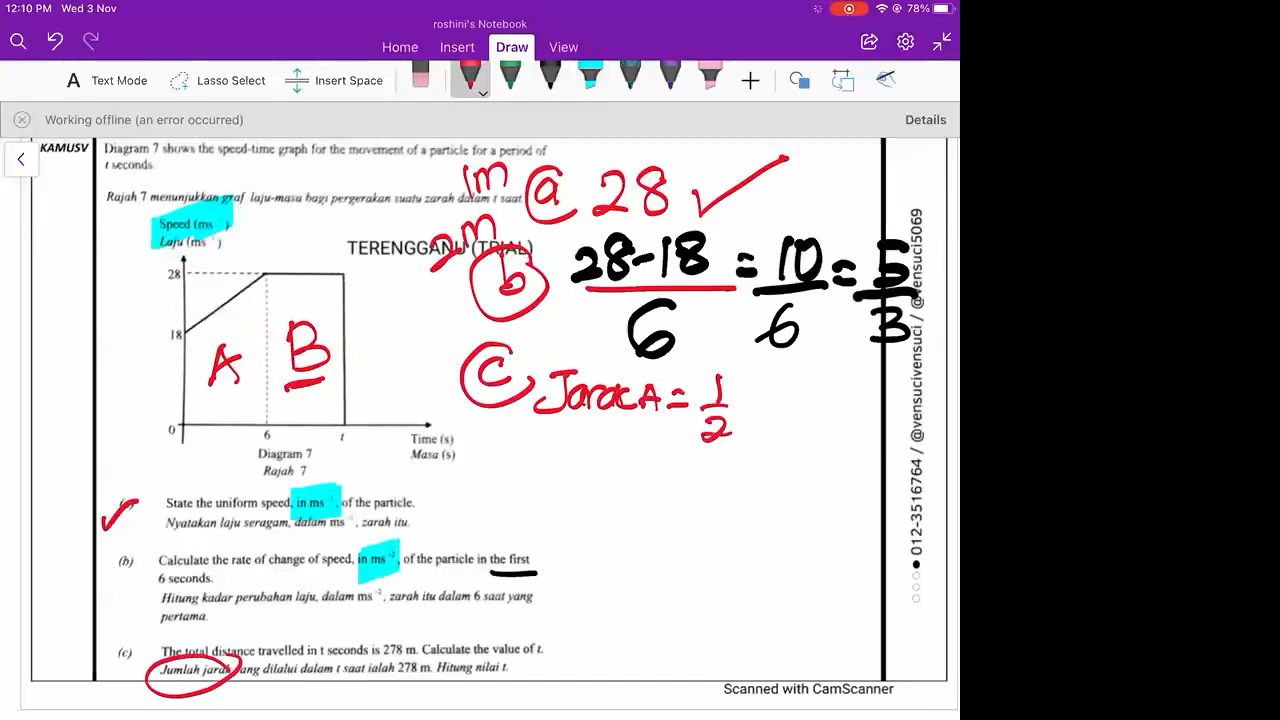 12:10 PM Wed 3 Nov
78%
roshini's Notebook
Home Insert Draw View
A Text Mode Lasso Select Insert Space
Working offline (an error occurred) Details
KAMUSV
Diagram 7 shows the speed-time graph for the movement of a particle for a period of
t seconds.
Rajah 7 menunjukkan graf laju-masa bagi pergerakan suatu zarah dalam t saat.
1m
a 28 ✓
Speed (ms⁻¹)
Laju (ms⁻¹)
TERENGGANU (TRIAL)
2m
b
28-18 = 10 = 5
6 6 3
28
18
A
B
c Jarak A = 1
2
0
6
t
Time (s)
Masa (s)
Diagram 7
Rajah 7
State the uniform speed, in ms⁻¹, of the particle.
Nyatakan laju seragam, dalam ms⁻¹, zarah itu.
(b) Calculate the rate of change of speed, in ms⁻², of the particle in the first
6 seconds.
Hitung kadar perubahan laju, dalam ms⁻², zarah itu dalam 6 saat yang
pertama.
(c) The total distance travelled in t seconds is 278 m. Calculate the value of t.
Jumlah jarak yang dilalui dalam t saat ialah 278 m. Hitung nilai t.
012-3516764 / @vensucivensuci / @vensuci5069
Scanned with CamScanner